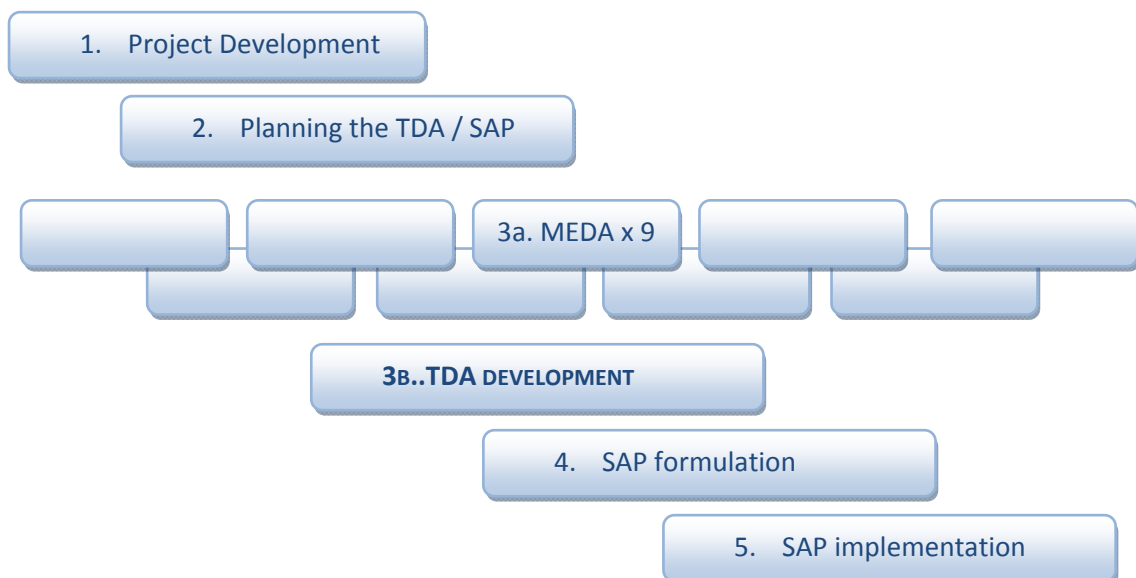 1. Project Development
2. Planning the TDA / SAP
3a. MEDA x 9
3B..TDA DEVELOPMENT
4. SAP formulation
5. SAP implementation